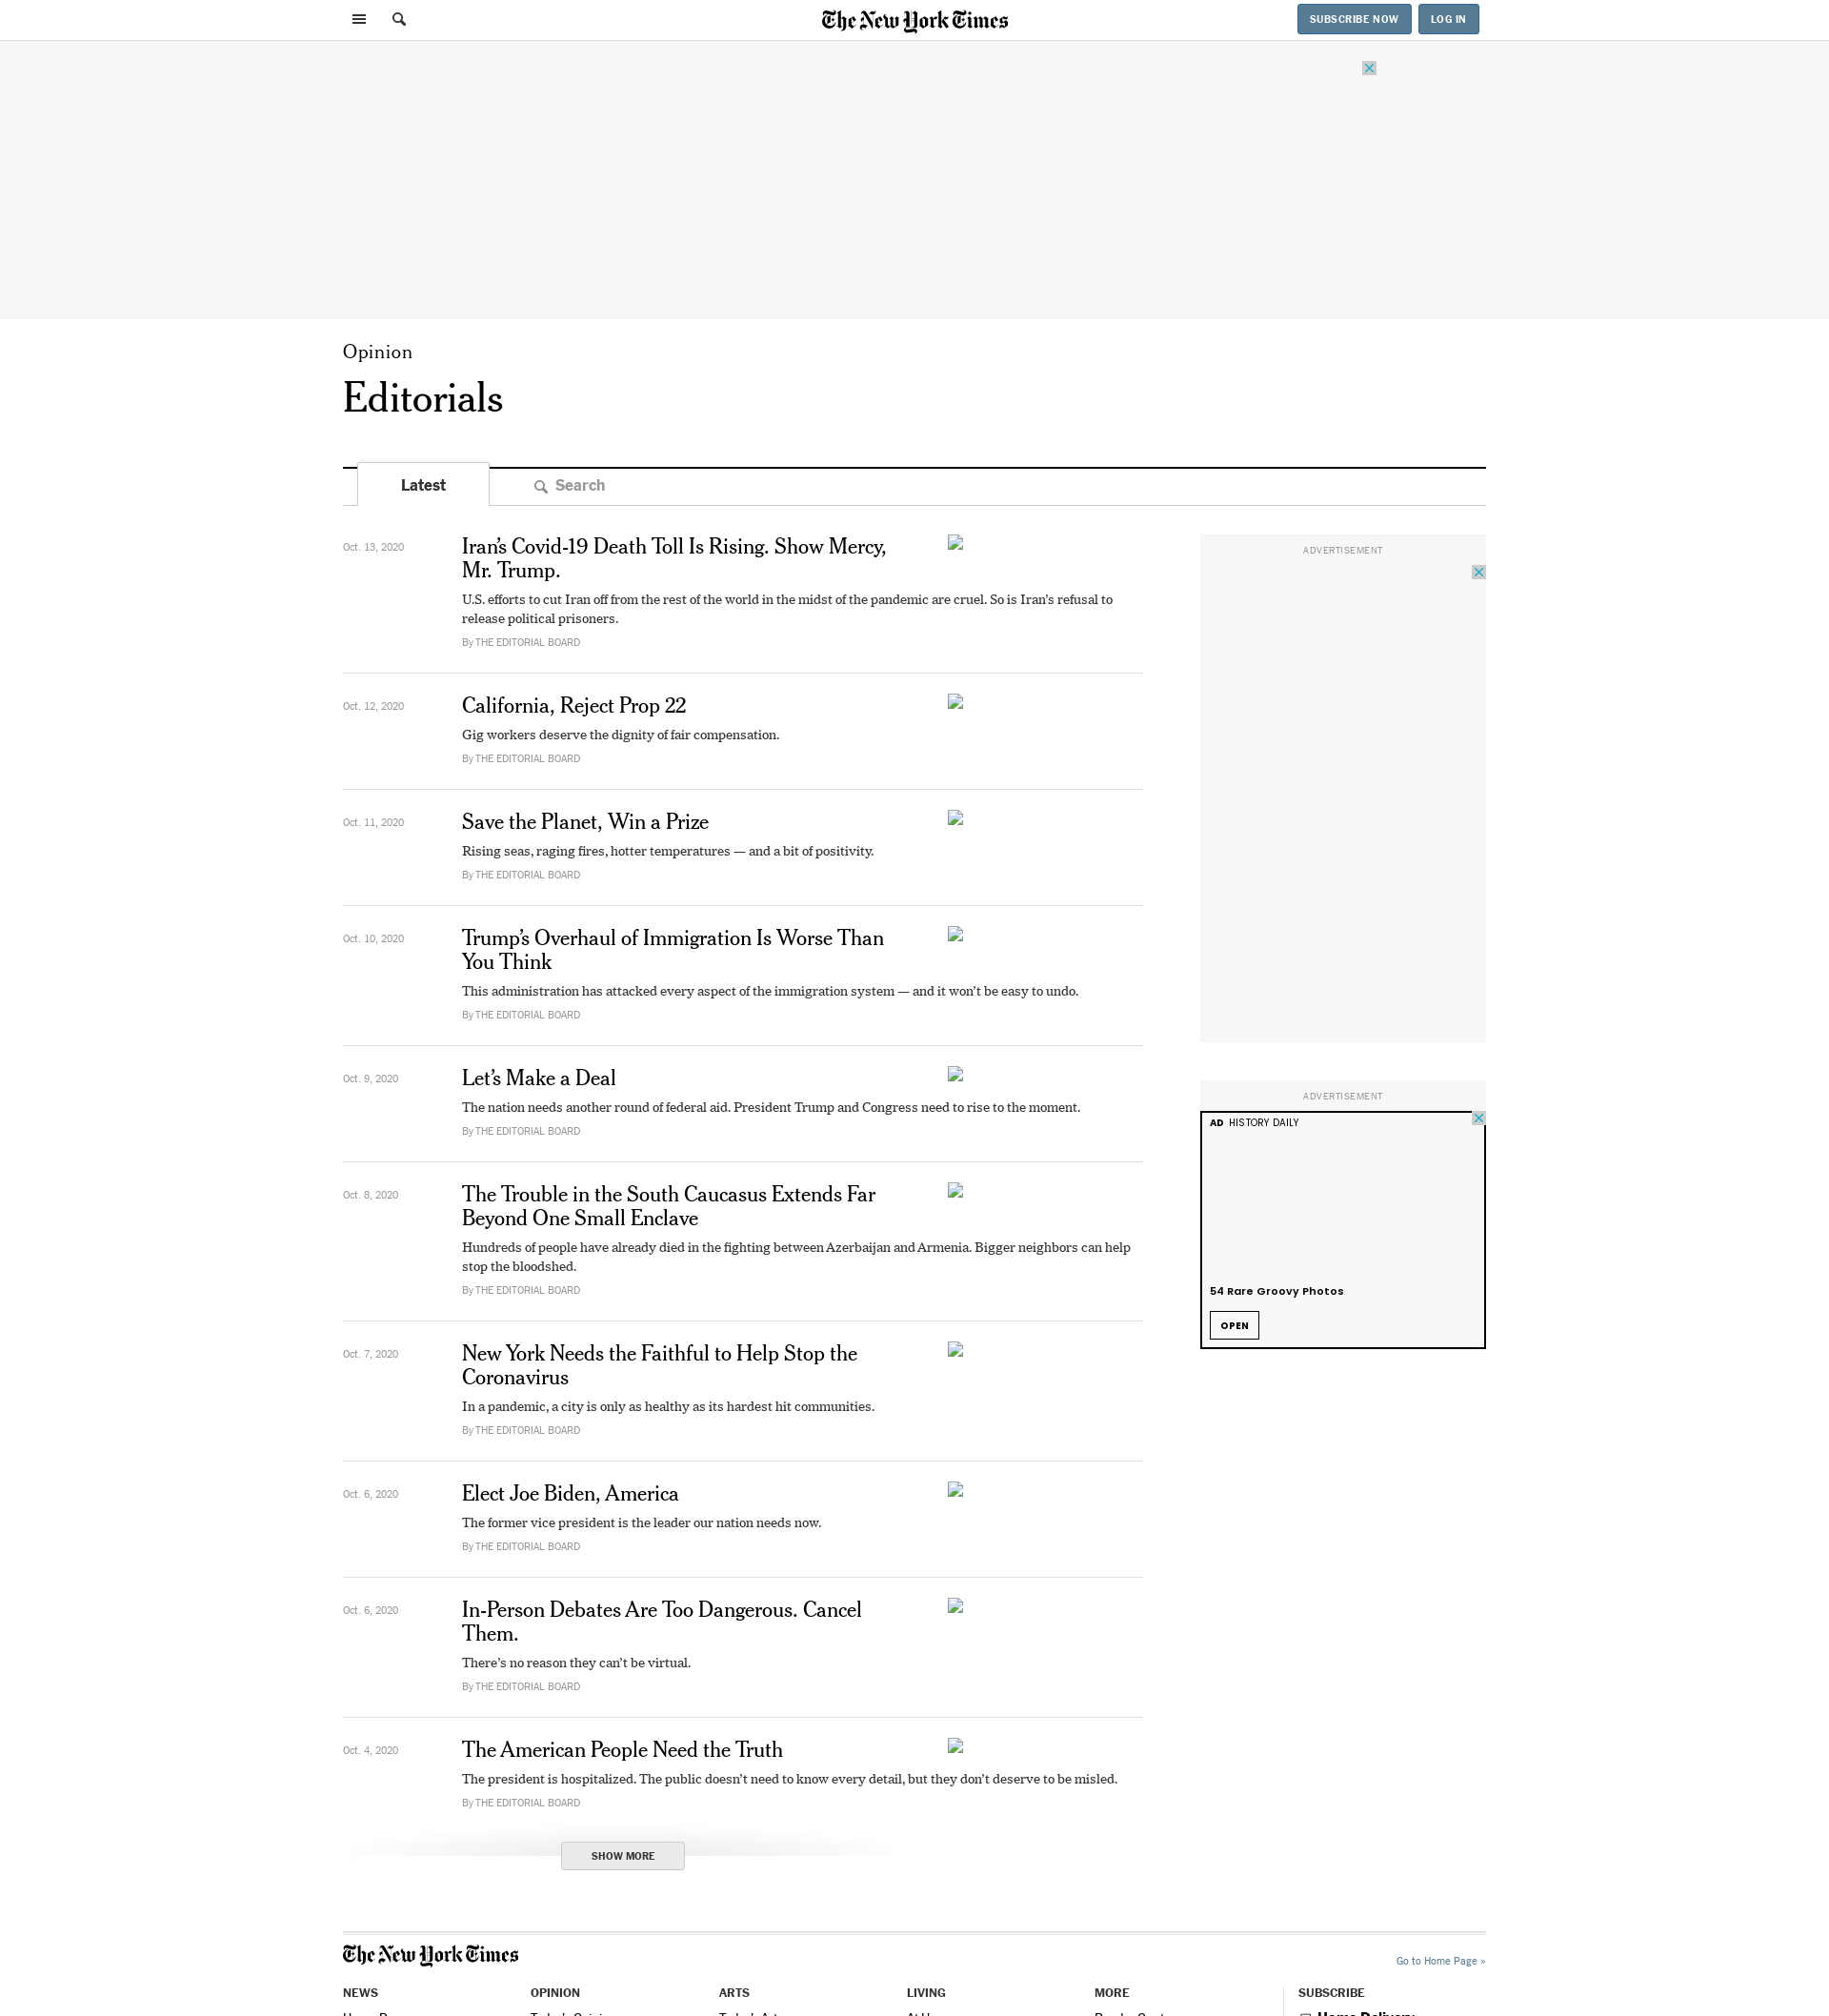 The New York Times
SUBSCRIBE NOW
LOG IN
Opinion
Editorials
Latest
Search
Oct. 13, 2020
Iran’s Covid-19 Death Toll Is Rising. Show Mercy,
Mr. Trump.
U.S. efforts to cut Iran off from the rest of the world in the midst of the pandemic are cruel. So is Iran’s refusal to
release political prisoners.
By THE EDITORIAL BOARD
Oct. 12, 2020
California, Reject Prop 22
Gig workers deserve the dignity of fair compensation.
By THE EDITORIAL BOARD
Oct. 11, 2020
Save the Planet, Win a Prize
Rising seas, raging fires, hotter temperatures — and a bit of positivity.
By THE EDITORIAL BOARD
Oct. 10, 2020
Trump’s Overhaul of Immigration Is Worse Than
You Think
This administration has attacked every aspect of the immigration system — and it won’t be easy to undo.
By THE EDITORIAL BOARD
Oct. 9, 2020
Let’s Make a Deal
The nation needs another round of federal aid. President Trump and Congress need to rise to the moment.
By THE EDITORIAL BOARD
Oct. 8, 2020
The Trouble in the South Caucasus Extends Far
Beyond One Small Enclave
Hundreds of people have already died in the fighting between Azerbaijan and Armenia. Bigger neighbors can help
stop the bloodshed.
By THE EDITORIAL BOARD
Oct. 7, 2020
New York Needs the Faithful to Help Stop the
Coronavirus
In a pandemic, a city is only as healthy as its hardest hit communities.
By THE EDITORIAL BOARD
Oct. 6, 2020
Elect Joe Biden, America
The former vice president is the leader our nation needs now.
By THE EDITORIAL BOARD
Oct. 6, 2020
In-Person Debates Are Too Dangerous. Cancel
Them.
There’s no reason they can’t be virtual.
By THE EDITORIAL BOARD
Oct. 4, 2020
The American People Need the Truth
The president is hospitalized. The public doesn’t need to know every detail, but they don’t deserve to be misled.
By THE EDITORIAL BOARD
SHOW MORE
ADVERTISEMENT
ADVERTISEMENT
AD HISTORY DAILY
54 Rare Groovy Photos
OPEN
The New York Times
Go to Home Page »
NEWS
OPINION
ARTS
LIVING
MORE
SUBSCRIBE
Home Delivery